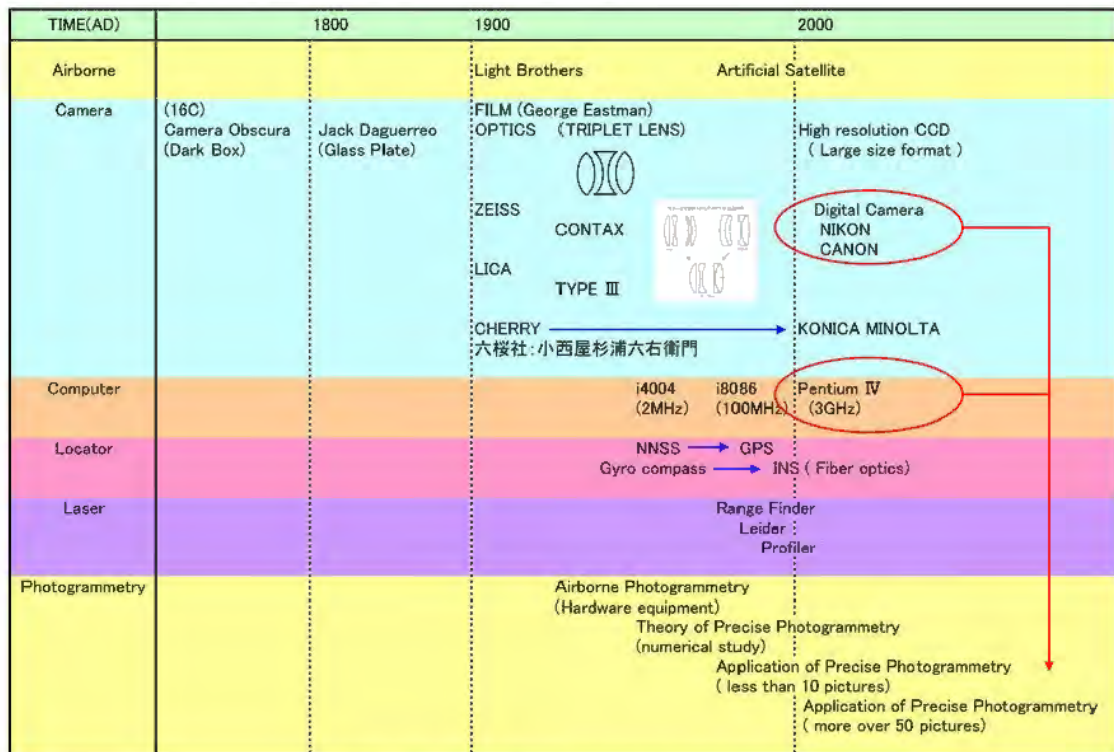 TIME(AD) 1800 1900 2000
Airborne Light Brothers Artificial Satellite
Camera (16C) FILM (George Eastman)
Camera Obscura Jack Daguerreo OPTICS (TRIPLET LENS) High resolution CCD
(Dark Box) (Glass Plate) ( Large size format )
ZEISS Digital Camera
CONTAX NIKON
CANON
LICA
TYPE Ⅲ
CHERRY KONICA MINOLTA
六桜社:小西屋杉浦六右衛門
Computer i4004 i8086 Pentium Ⅳ
(2MHz) (100MHz) (3GHz)
Locator NNSS GPS
Gyro compass INS ( Fiber optics)
Laser Range Finder
Leider
Profiler
Photogrammetry Airborne Photogrammetry
(Hardware equipment)
Theory of Precise Photogrammetry
(numerical study)
Application of Precise Photogrammetry
( less than 10 pictures)
Application of Precise Photogrammetry
( more over 50 pictures)